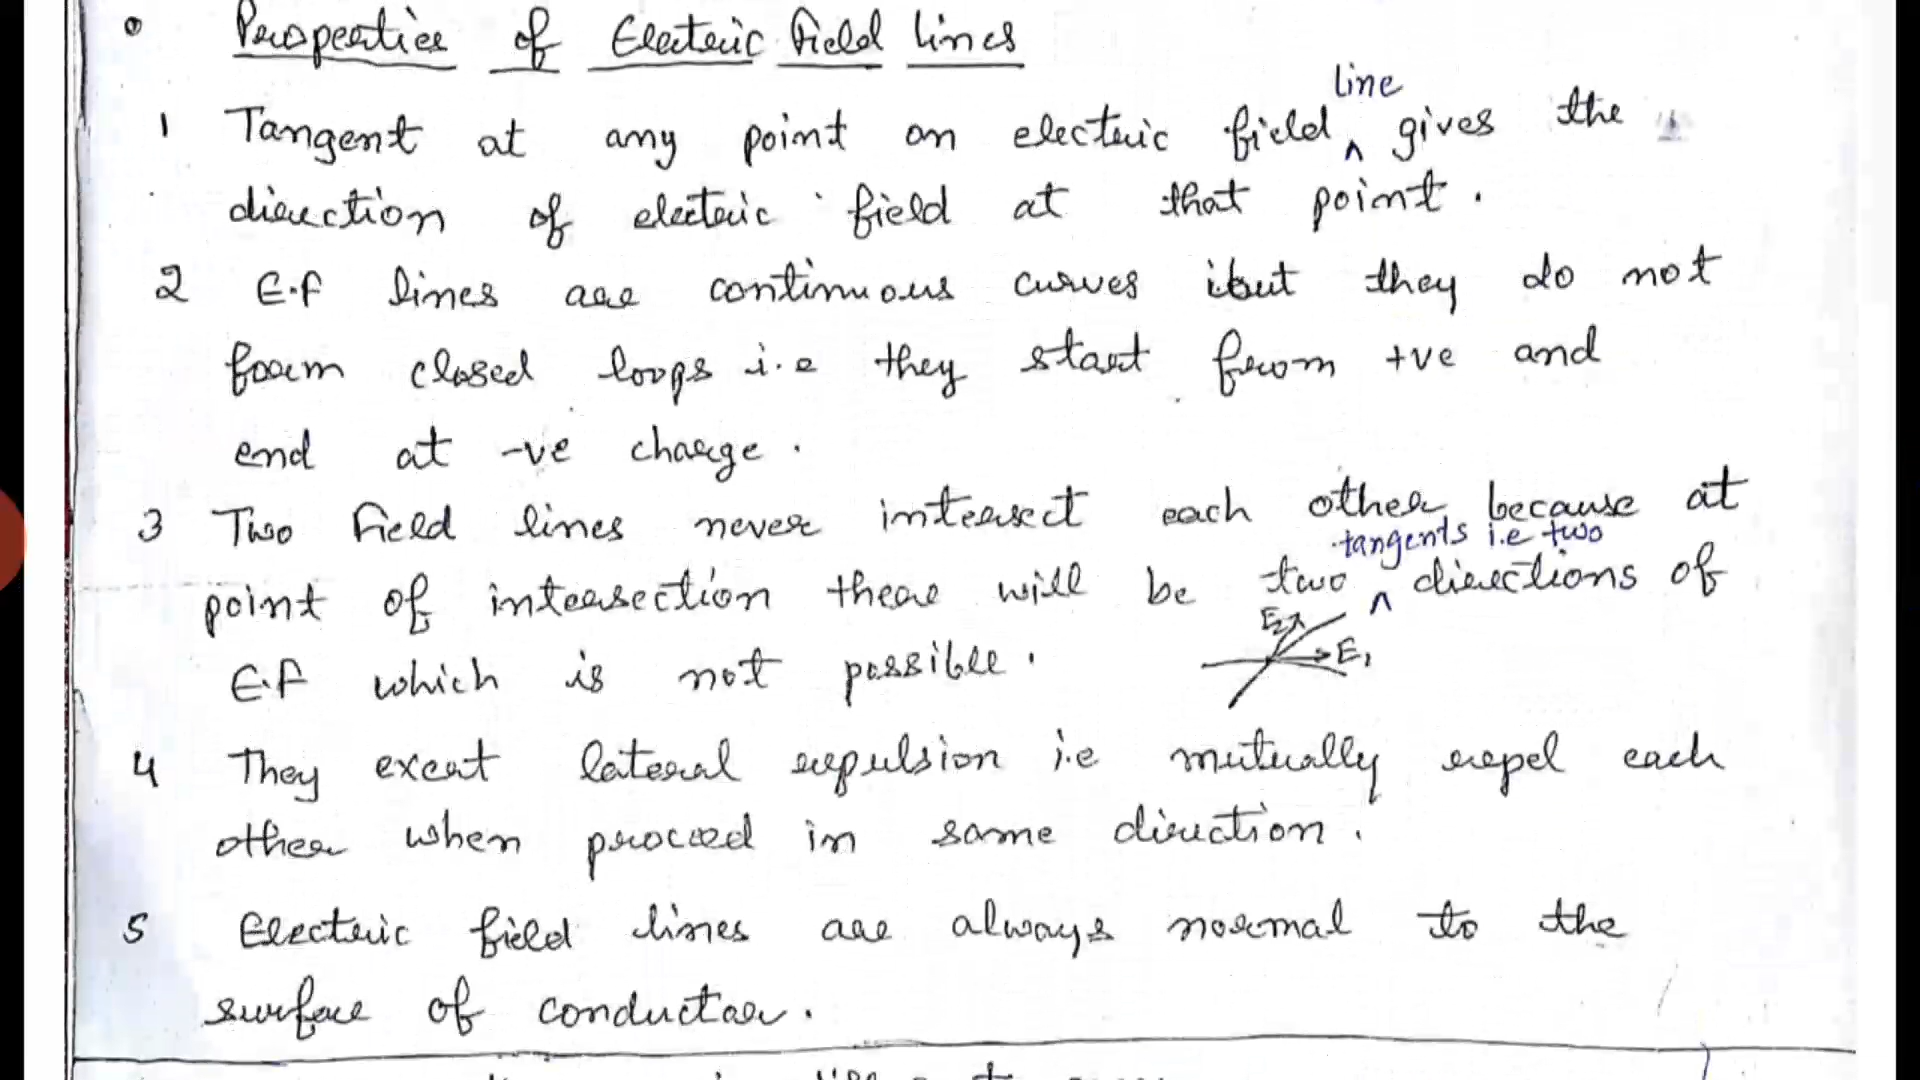 Properties of Electric field lines
1 Tangent at any point on electric field line gives the
direction of electric field at that point.
2 E.f lines are continuous curves but they do not
form closed loops i.e they start from +ve and
end at -ve charge.
3 Two field lines never intersect each other because at
point of intersection there will be two tangents i.e two directions of
E.f which is not possible.
E2
E1
4 They exert lateral repulsion i.e mutually repel each
other when proceed in same direction.
5 Electric field lines are always normal to the
surface of conductor.